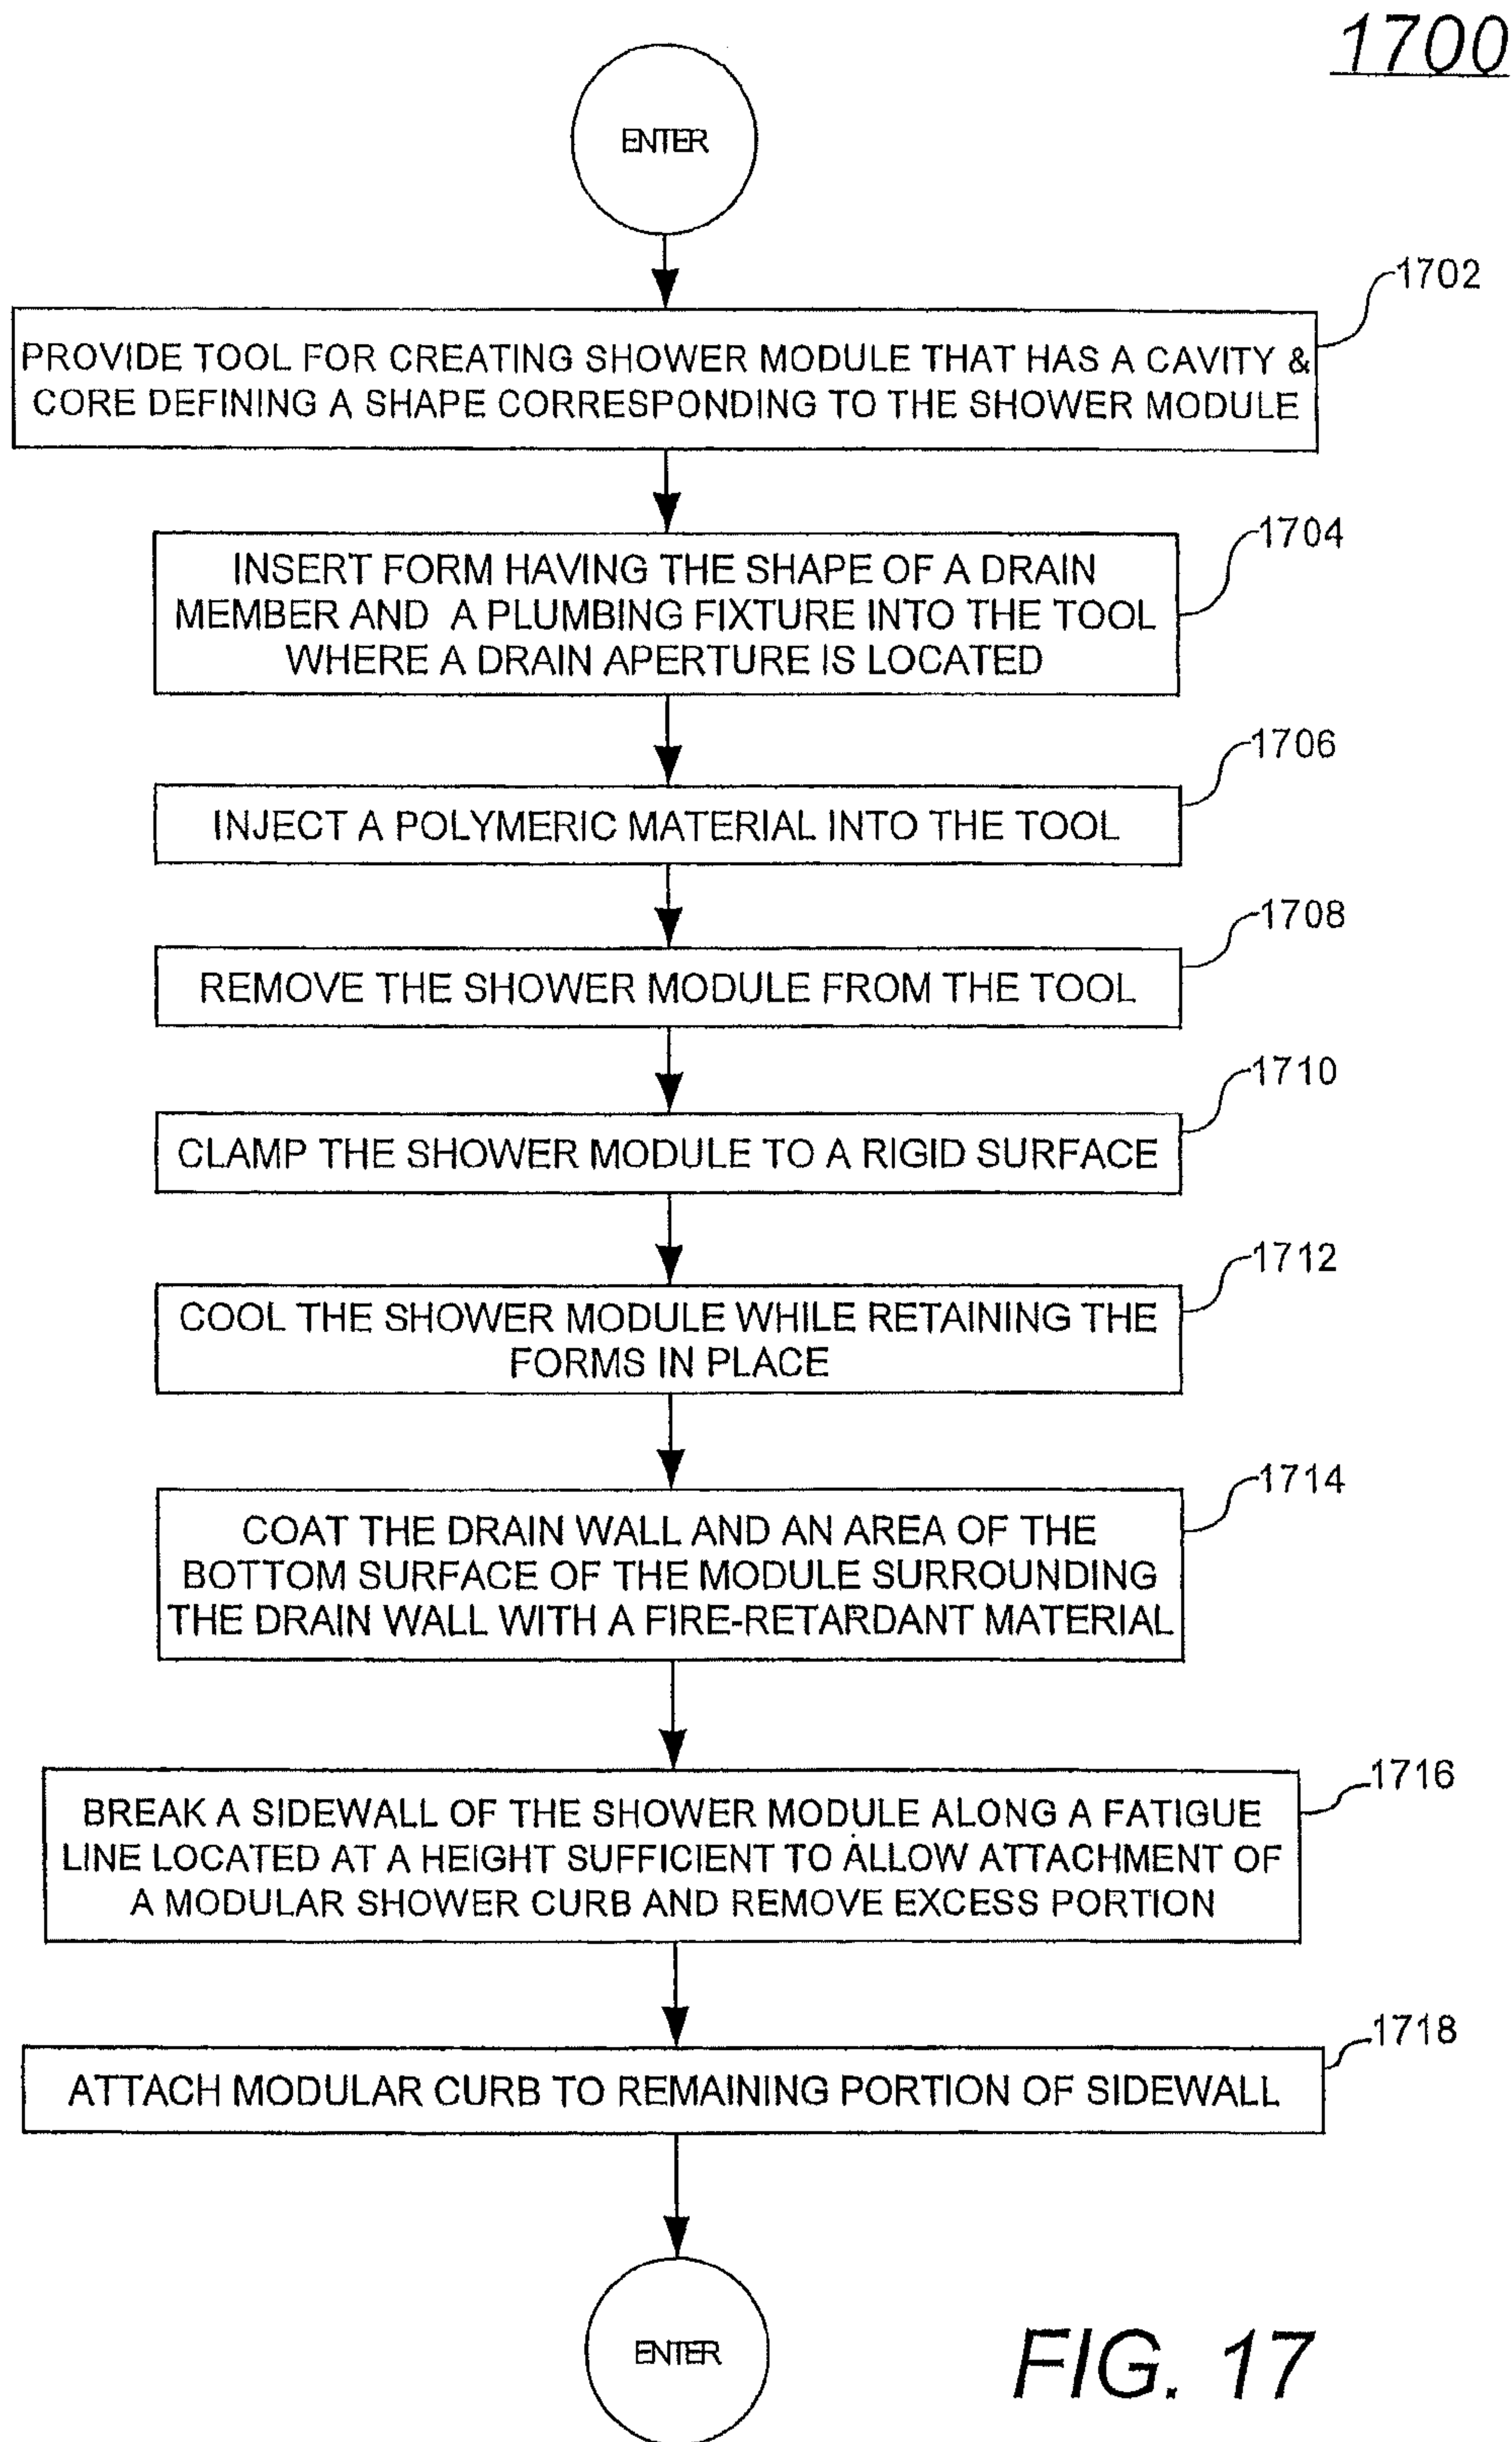 1700
ENTER
1702
PROVIDE TOOL FOR CREATING SHOWER MODULE THAT HAS A CAVITY &
CORE DEFINING A SHAPE CORRESPONDING TO THE SHOWER MODULE
1704
INSERT FORM HAVING THE SHAPE OF A DRAIN
MEMBER AND A PLUMBING FIXTURE INTO THE TOOL
WHERE A DRAIN APERTURE IS LOCATED
1706
INJECT A POLYMERIC MATERIAL INTO THE TOOL
1708
REMOVE THE SHOWER MODULE FROM THE TOOL
1710
CLAMP THE SHOWER MODULE TO A RIGID SURFACE
1712
COOL THE SHOWER MODULE WHILE RETAINING THE
FORMS IN PLACE
1714
COAT THE DRAIN WALL AND AN AREA OF THE
BOTTOM SURFACE OF THE MODULE SURROUNDING
THE DRAIN WALL WITH A FIRE-RETARDANT MATERIAL
1716
BREAK A SIDEWALL OF THE SHOWER MODULE ALONG A FATIGUE
LINE LOCATED AT A HEIGHT SUFFICIENT TO ALLOW ATTACHMENT OF
A MODULAR SHOWER CURB AND REMOVE EXCESS PORTION
1718
ATTACH MODULAR CURB TO REMAINING PORTION OF SIDEWALL
ENTER
FIG. 17